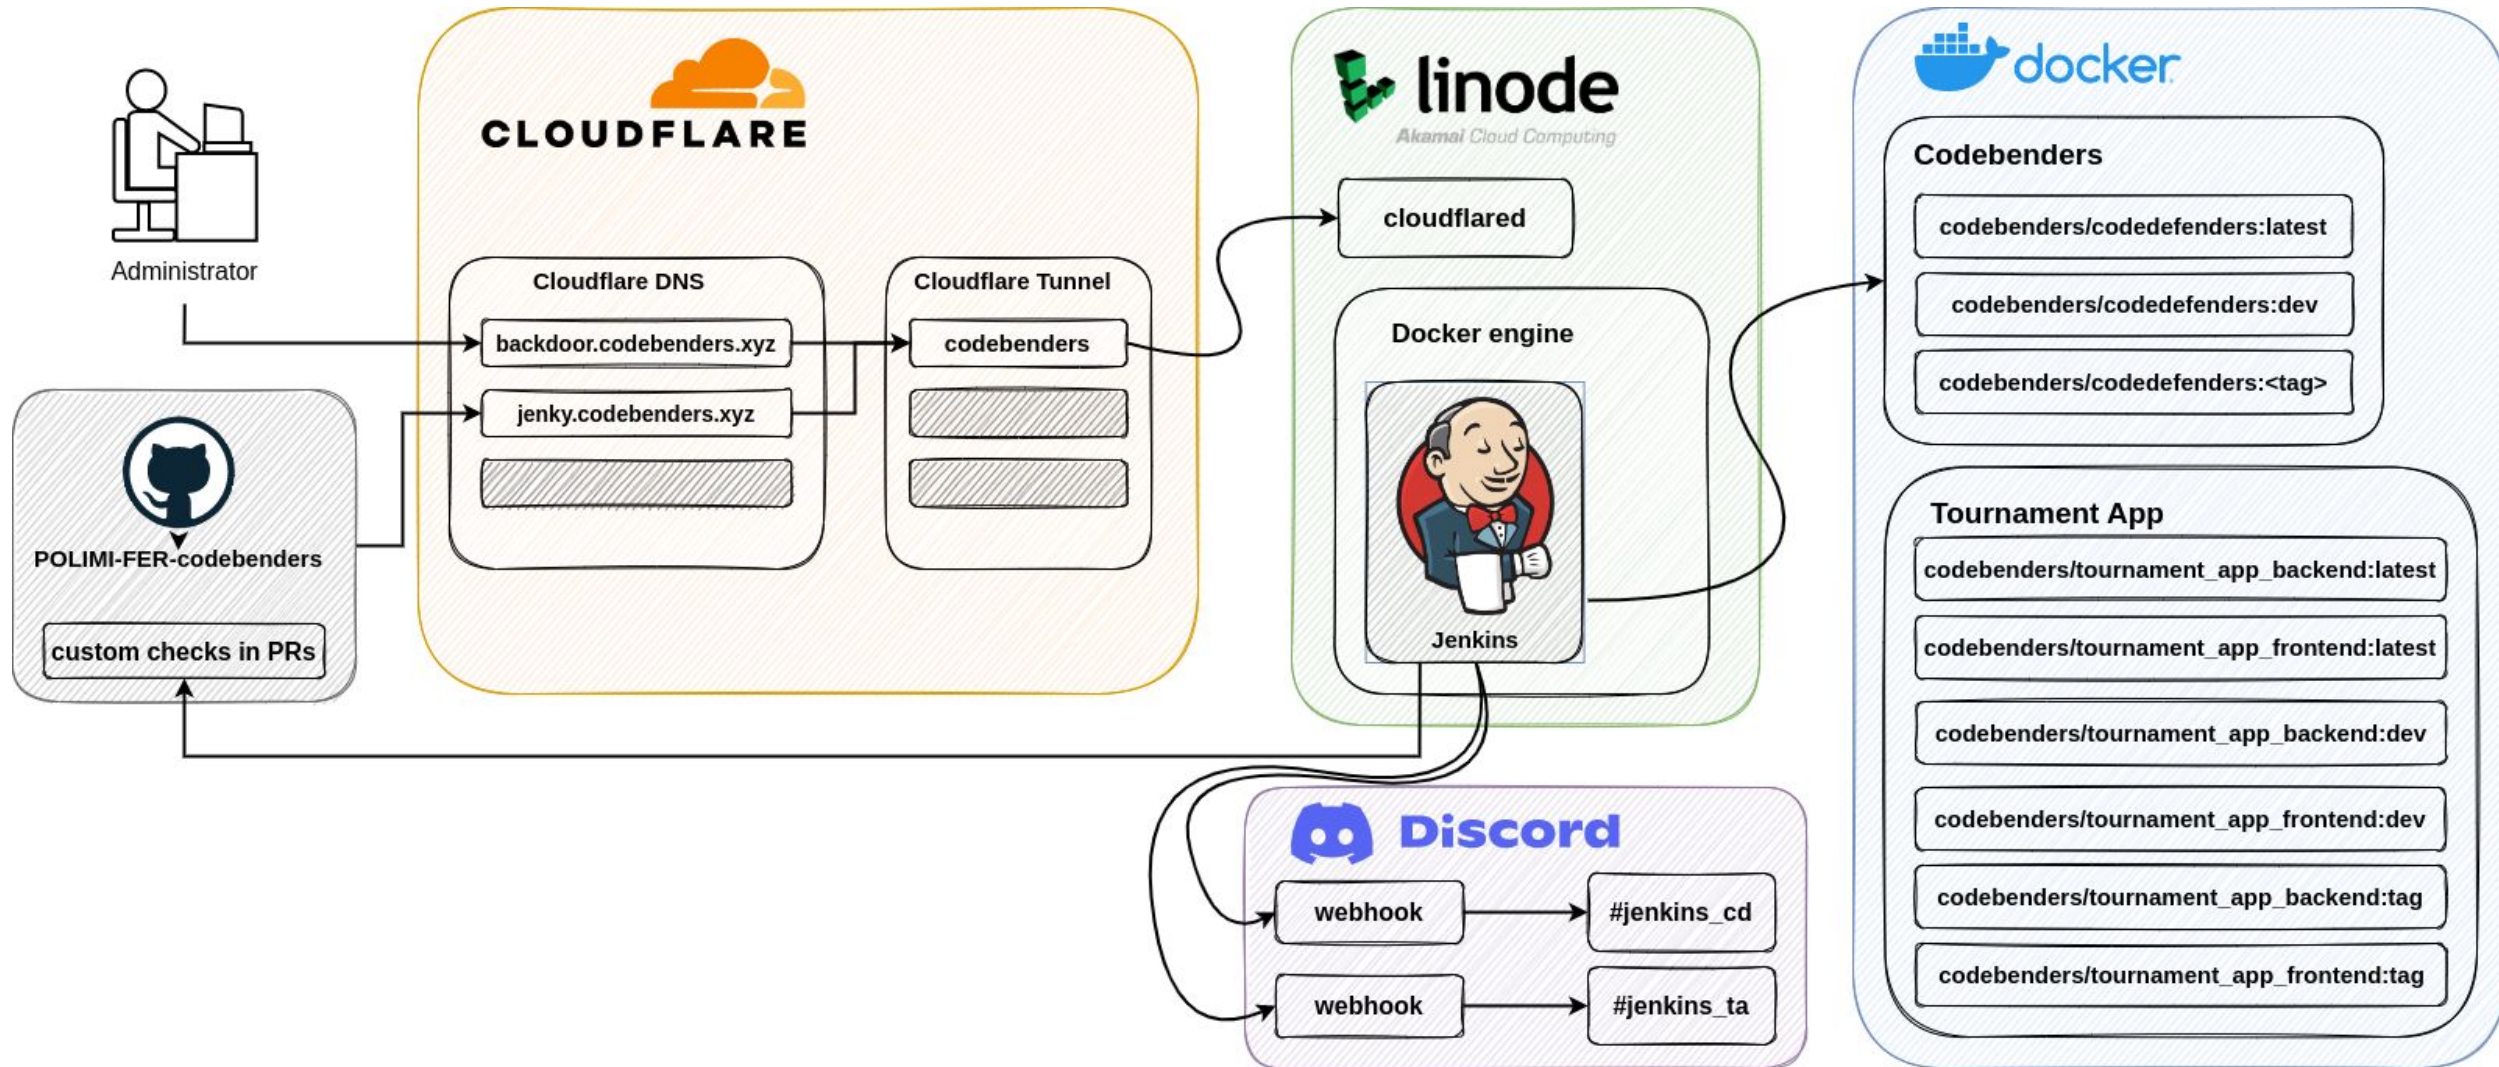 Administrator
POLIMI-FER-codebenders
custom checks in PRs
CLOUDFLARE
Cloudflare DNS
backdoor.codebenders.xyz
jenky.codebenders.xyz
Cloudflare Tunnel
codebenders
linode
Akamai Cloud Computing
cloudflared
Docker engine
Jenkins
Discord
webhook
#jenkins_cd
webhook
#jenkins_ta
docker
Codebenders
codebenders/codedefenders:latest
codebenders/codedefenders:dev
codebenders/codedefenders:<tag>
Tournament App
codebenders/tournament_app_backend:latest
codebenders/tournament_app_frontend:latest
codebenders/tournament_app_backend:dev
codebenders/tournament_app_frontend:dev
codebenders/tournament_app_backend:tag
codebenders/tournament_app_frontend:tag